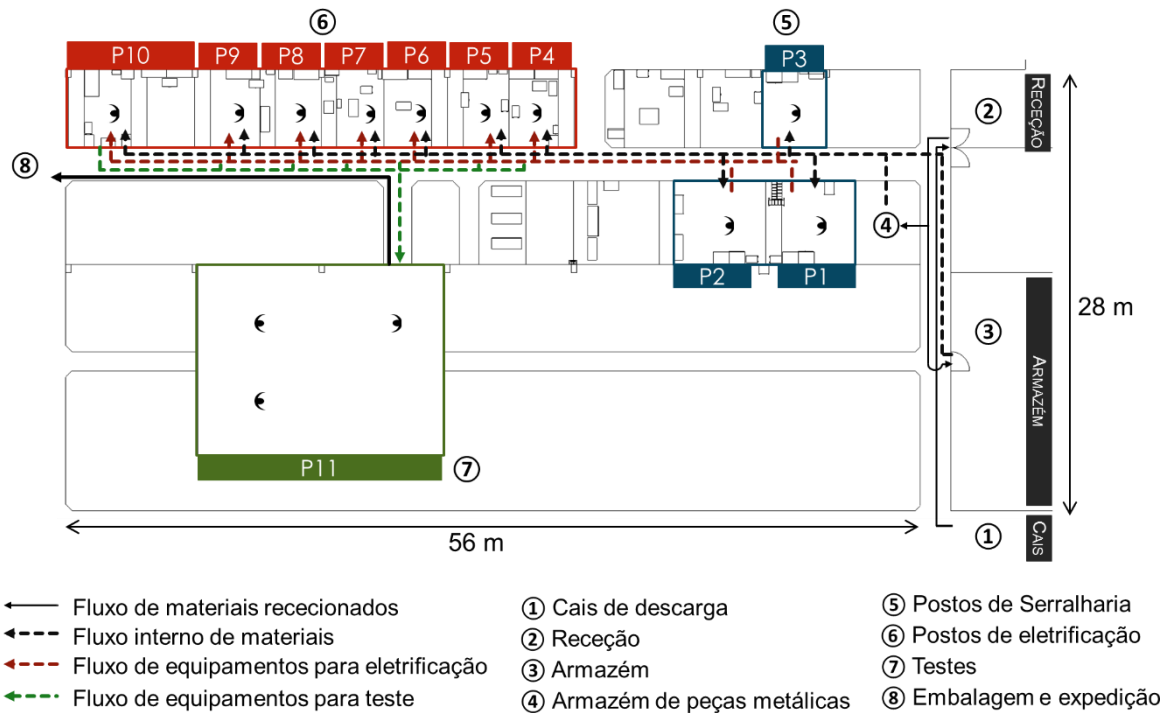 ⑥
⑤
P10 P9 P8 P7 P6 P5 P4
P3
②
RECEÇÃO
⑧
④
P2 P1
28 m
③
ARMAZÉM
P11
⑦
56 m
①
CAIS
Fluxo de materiais rececionados
Fluxo interno de materiais
Fluxo de equipamentos para eletrificação
Fluxo de equipamentos para teste
① Cais de descarga
② Receção
③ Armazém
④ Armazém de peças metálicas
⑤ Postos de Serralharia
⑥ Postos de eletrificação
⑦ Testes
⑧ Embalagem e expedição